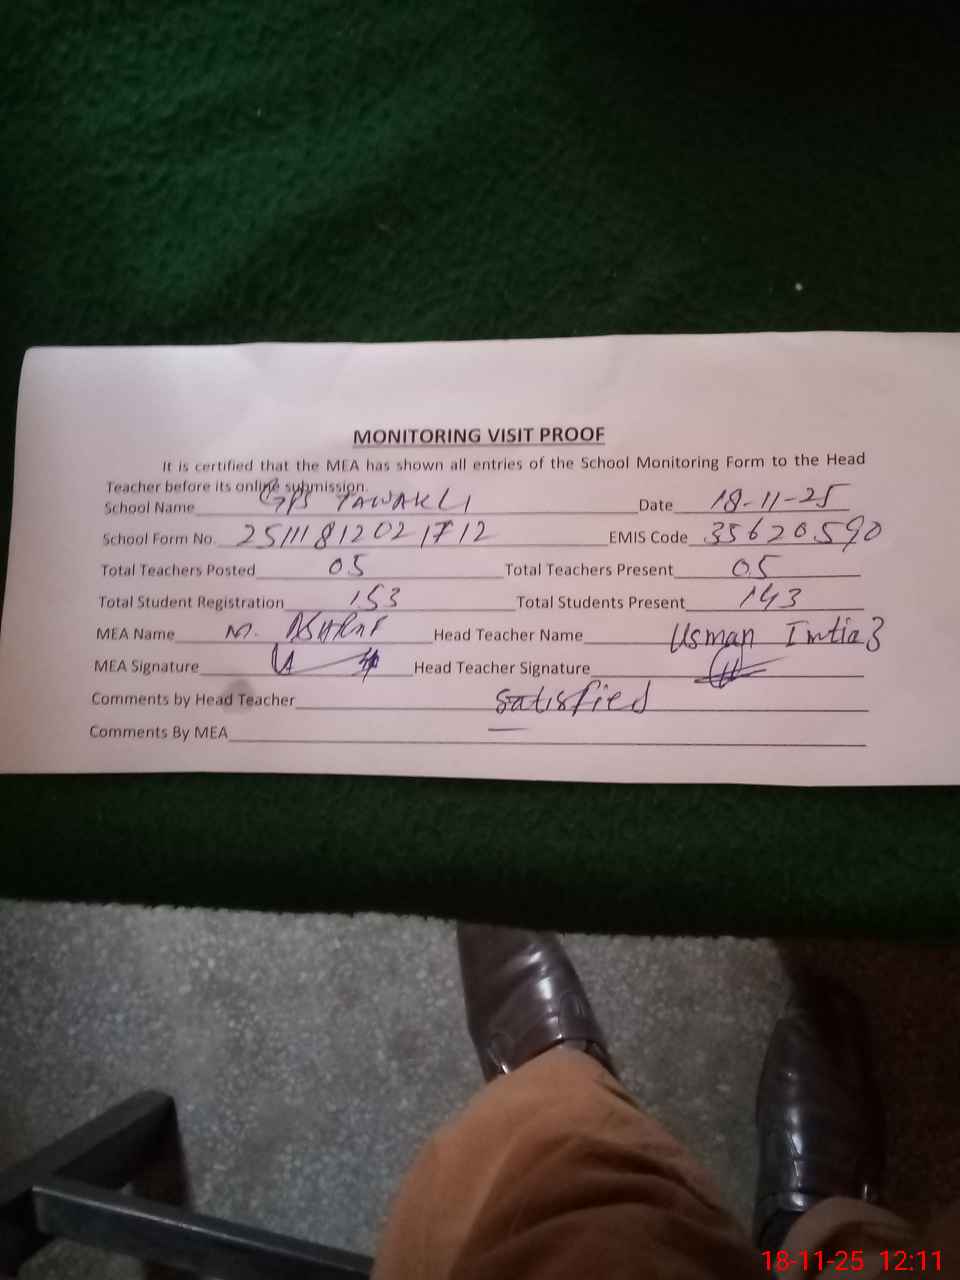 MONITORING VISIT PROOF
It is certified that the MEA has shown all entries of the School Monitoring Form to the Head
Teacher before its online submission.
School Name GPS TAWAKLI Date 18-11-25
School Form No. 25111812021712 EMIS Code 35620590
Total Teachers Posted 05 Total Teachers Present 05
Total Student Registration 153 Total Students Present 143
MEA Name M. ASHRAF Head Teacher Name Usman Imtiaz
MEA Signature Head Teacher Signature
Comments by Head Teacher Satisfied
Comments By MEA
18-11-25 12:11